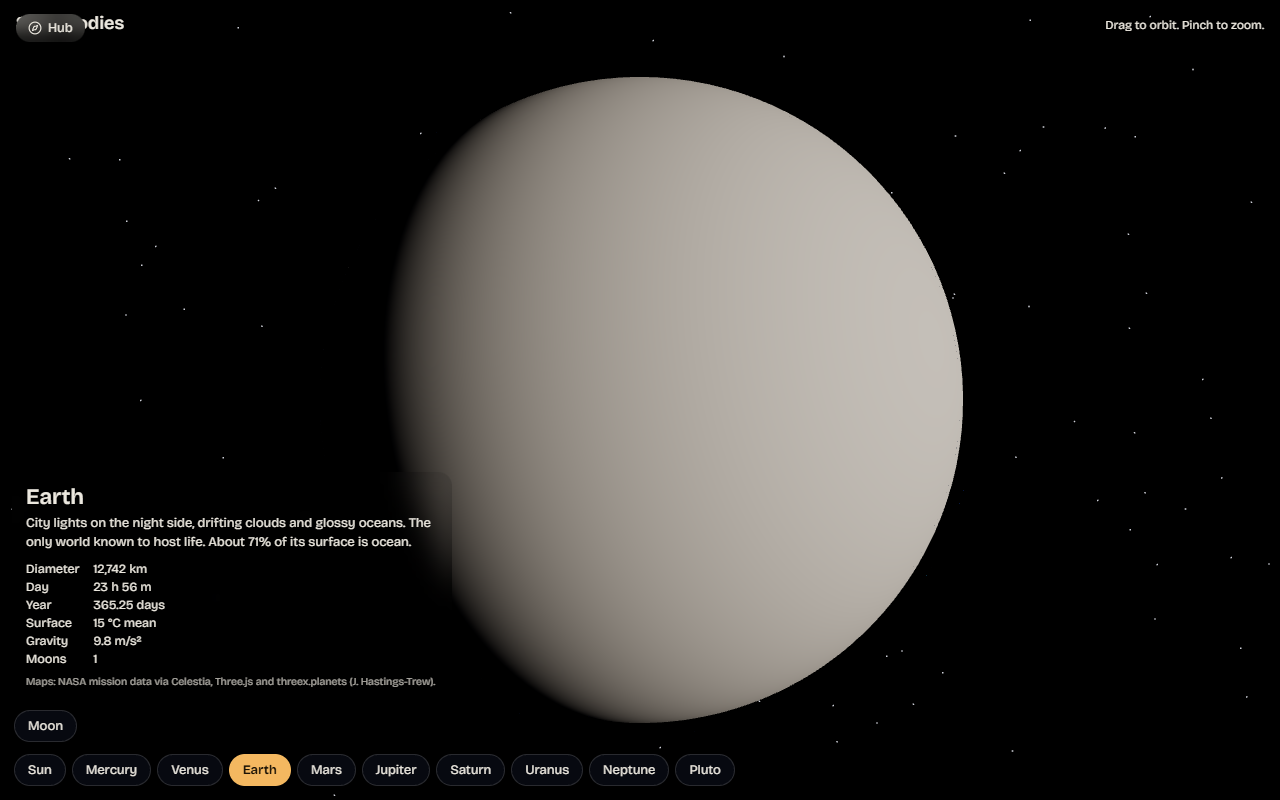 Hub
Drag to orbit. Pinch to zoom.
Earth
City lights on the night side, drifting clouds and glossy oceans. The
only world known to host life. About 71% of its surface is ocean.
Diameter 12,742 km
Day 23 h 56 m
Year 365.25 days
Surface 15 °C mean
Gravity 9.8 m/s²
Moons 1
Maps: NASA mission data via Celestia, Three.js and threex.planets (J. Hastings-Trew).
Moon
Sun Mercury Venus Earth Mars Jupiter Saturn Uranus Neptune Pluto